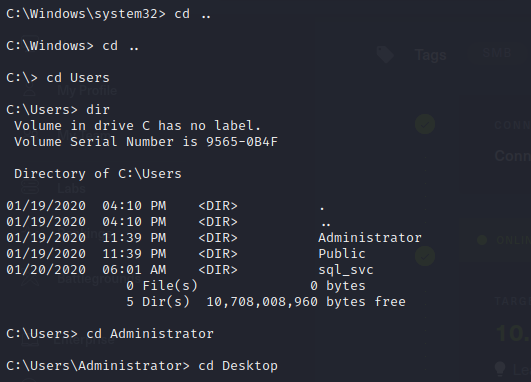 C:\Windows\system32> cd ..
C:\Windows> cd ..
C:\> cd Users
C:\Users> dir
 Volume in drive C has no label.
 Volume Serial Number is 9565-0B4F
 Directory of C:\Users
01/19/2020  04:10 PM    <DIR>          .
01/19/2020  04:10 PM    <DIR>          ..
01/19/2020  11:39 PM    <DIR>          Administrator
01/19/2020  11:39 PM    <DIR>          Public
01/20/2020  06:01 AM    <DIR>          sql_svc
               0 File(s)              0 bytes
               5 Dir(s)  10,708,008,960 bytes free
C:\Users> cd Administrator
C:\Users\Administrator> cd Desktop
Tags
My Profile
Labs